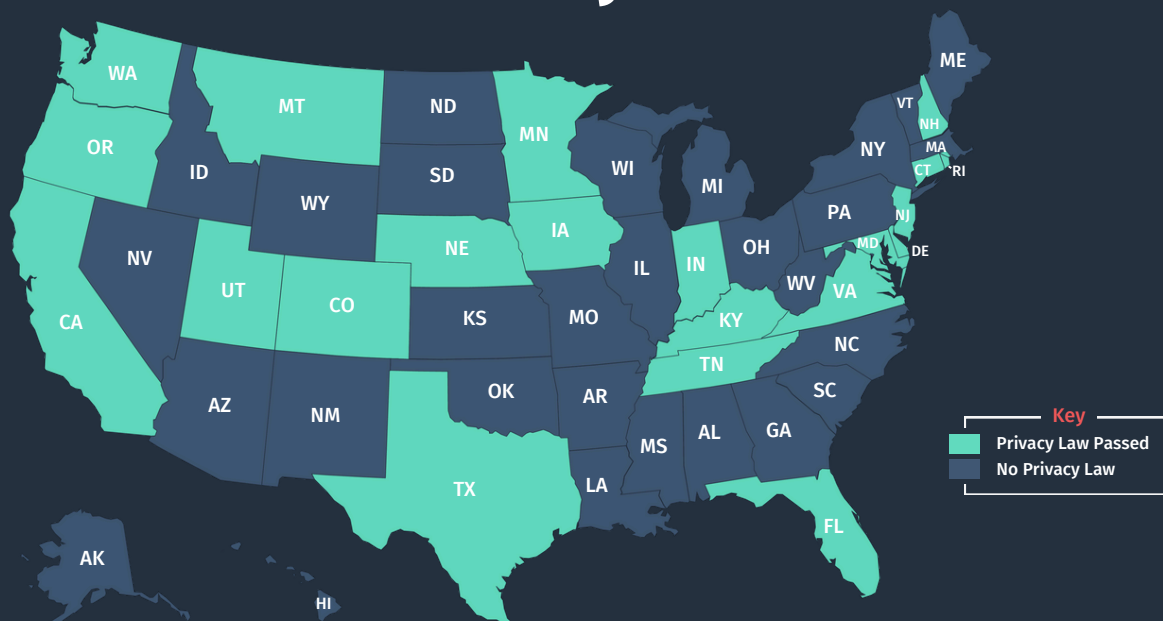 WA
MT
ND
MN
ME
VT
NH
OR
ID
SD
WI
NY
MA
WY
MI
CT
RI
NV
NE
IA
PA
NJ
UT
CO
IL
IN
OH
MD
DE
WV
VA
CA
KS
MO
KY
NC
TN
AZ
NM
OK
AR
SC
MS
AL
GA
TX
LA
FL
AK
HI
Key
Privacy Law Passed
No Privacy Law